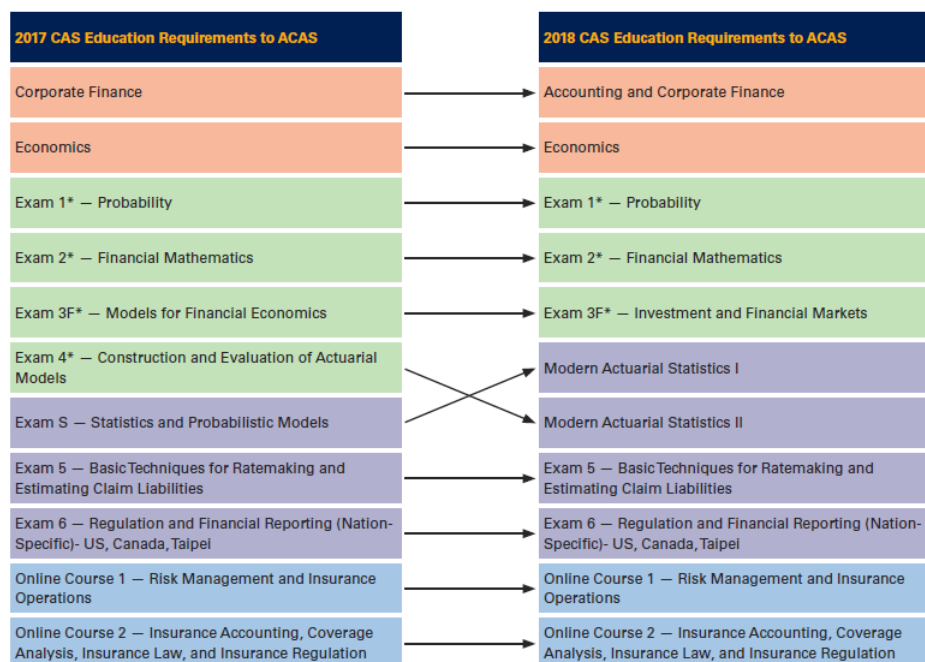 2017 CAS Education Requirements to ACAS
2018 CAS Education Requirements to ACAS
Corporate Finance
Accounting and Corporate Finance
Economics
Economics
Exam 1* — Probability
Exam 1* — Probability
Exam 2* — Financial Mathematics
Exam 2* — Financial Mathematics
Exam 3F* — Models for Financial Economics
Exam 3F* — Investment and Financial Markets
Exam 4* — Construction and Evaluation of Actuarial
Models
Modern Actuarial Statistics I
Exam S — Statistics and Probabilistic Models
Modern Actuarial Statistics II
Exam 5 — Basic Techniques for Ratemaking and
Estimating Claim Liabilities
Exam 5 — Basic Techniques for Ratemaking and
Estimating Claim Liabilities
Exam 6 — Regulation and Financial Reporting (Nation-
Specific)- US, Canada, Taipei
Exam 6 — Regulation and Financial Reporting (Nation-
Specific)- US, Canada, Taipei
Online Course 1 — Risk Management and Insurance
Operations
Online Course 1 — Risk Management and Insurance
Operations
Online Course 2 — Insurance Accounting, Coverage
Analysis, Insurance Law, and Insurance Regulation
Online Course 2 — Insurance Accounting, Coverage
Analysis, Insurance Law, and Insurance Regulation